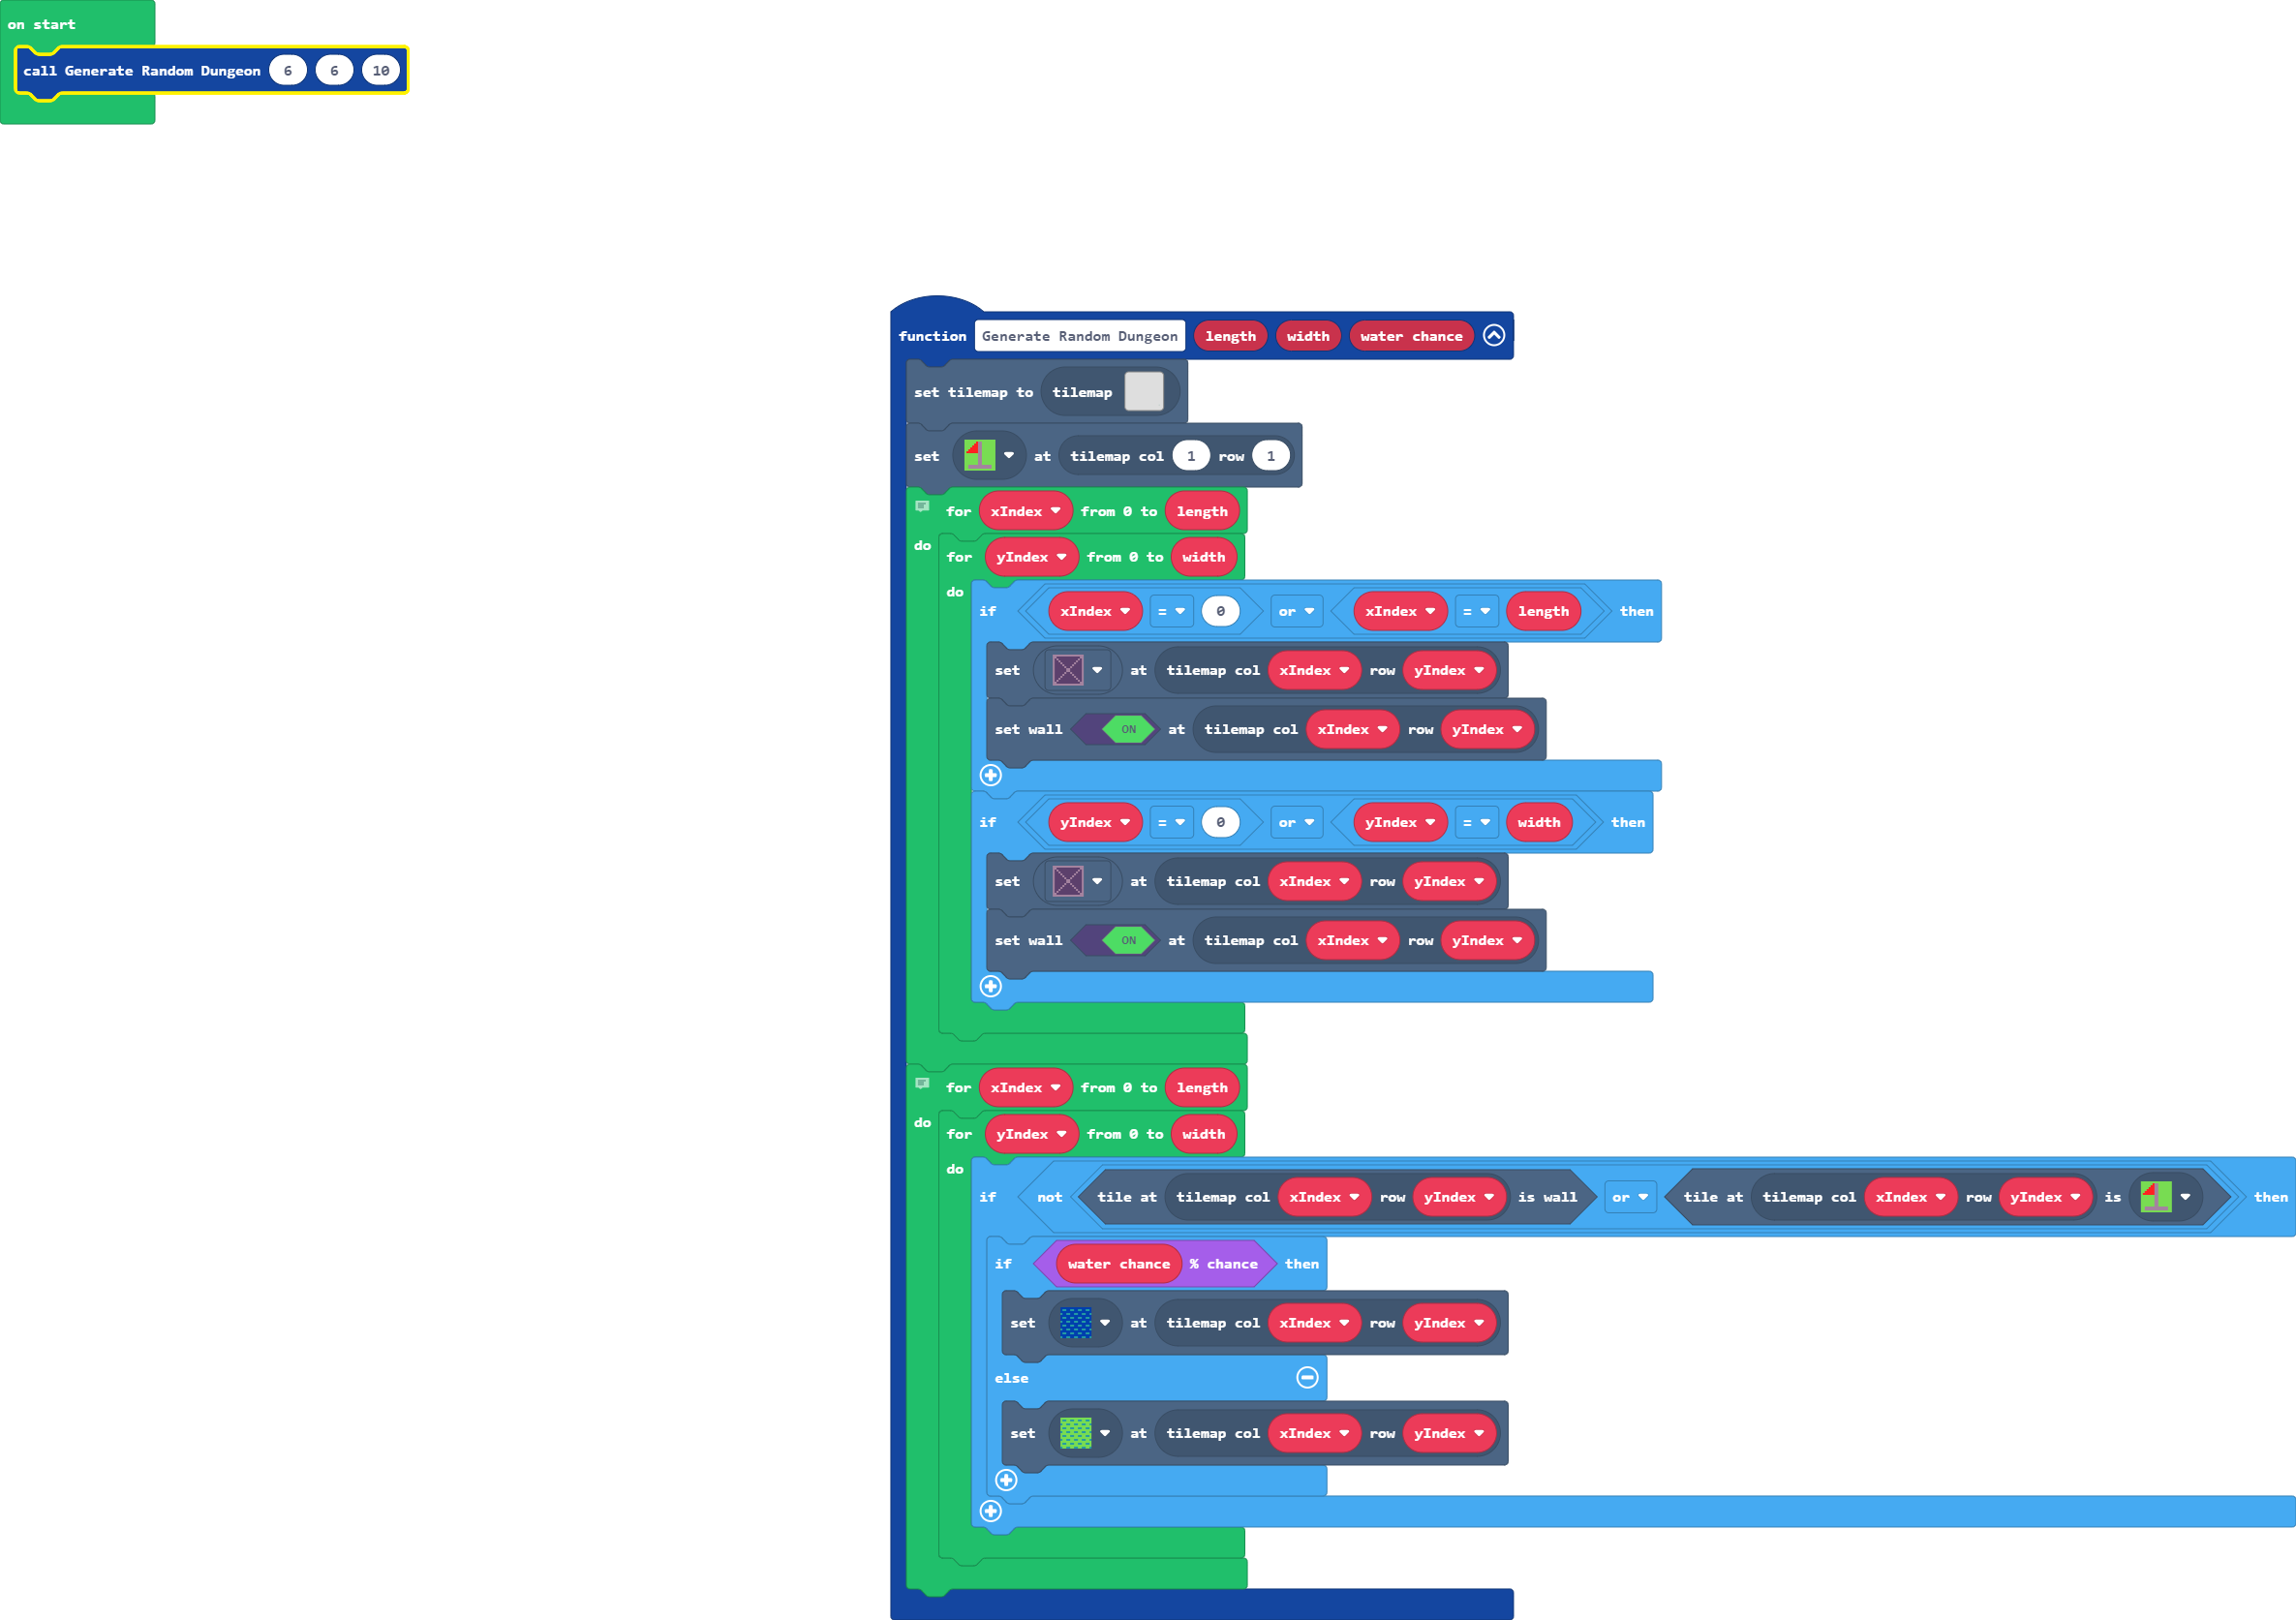 on start
call Generate Random Dungeon 6 6 10
function Generate Random Dungeon length width water chance
set tilemap to tilemap
set at tilemap col 1 row 1
for xIndex from 0 to length
do for yIndex from 0 to width
do if xIndex = 0 or xIndex = length then
set at tilemap col xIndex row yIndex
set wall ON at tilemap col xIndex row yIndex
if yIndex = 0 or yIndex = width then
set at tilemap col xIndex row yIndex
set wall ON at tilemap col xIndex row yIndex
for xIndex from 0 to length
do for yIndex from 0 to width
do if not tile at tilemap col xIndex row yIndex is wall or tile at tilemap col xIndex row yIndex is then
if water chance % chance then
set at tilemap col xIndex row yIndex
else
set at tilemap col xIndex row yIndex